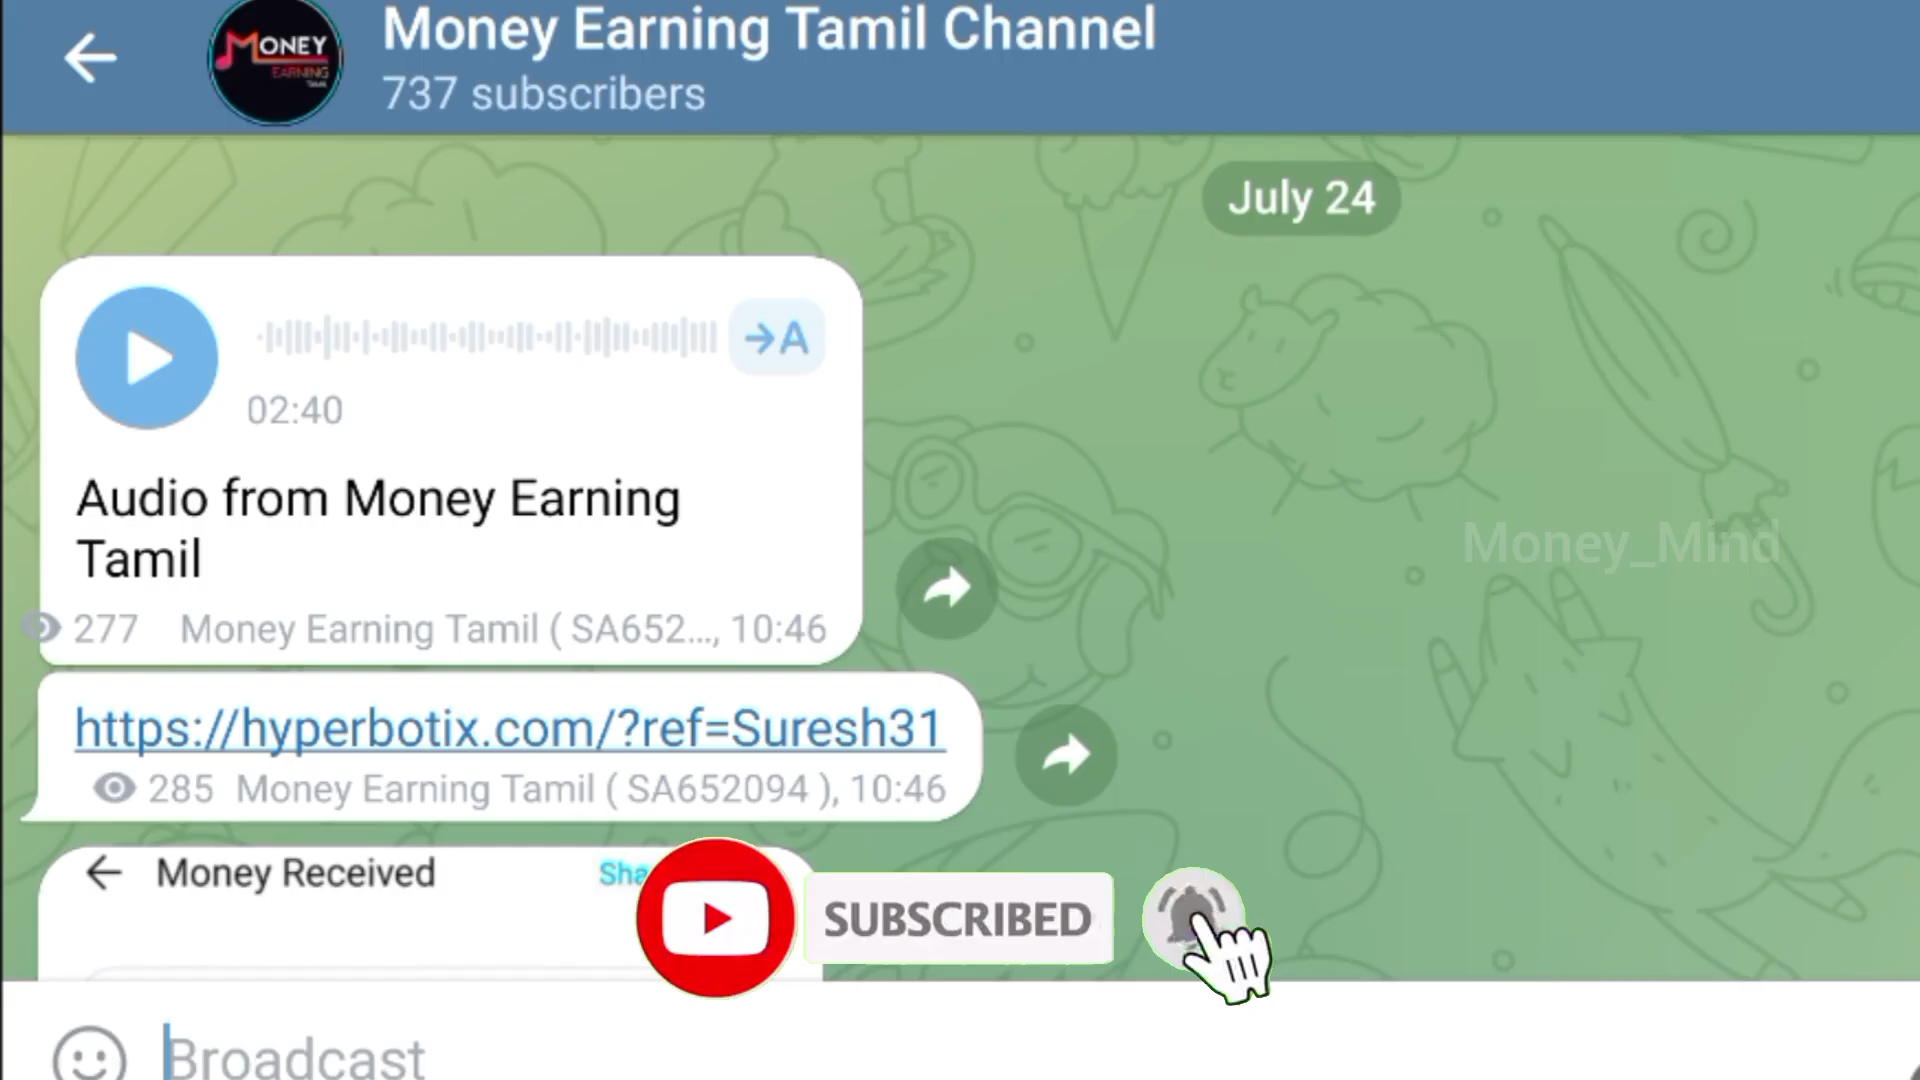 Money Earning Tamil Channel
737 subscribers
MONEY
EARNING
July 24
→A
02:40
Audio from Money Earning
Tamil
277 Money Earning Tamil ( SA652..., 10:46
Money_Mind
https://hyperbotix.com/?ref=Suresh31
285 Money Earning Tamil ( SA652094 ), 10:46
Money Received
SUBSCRIBED
Broadcast